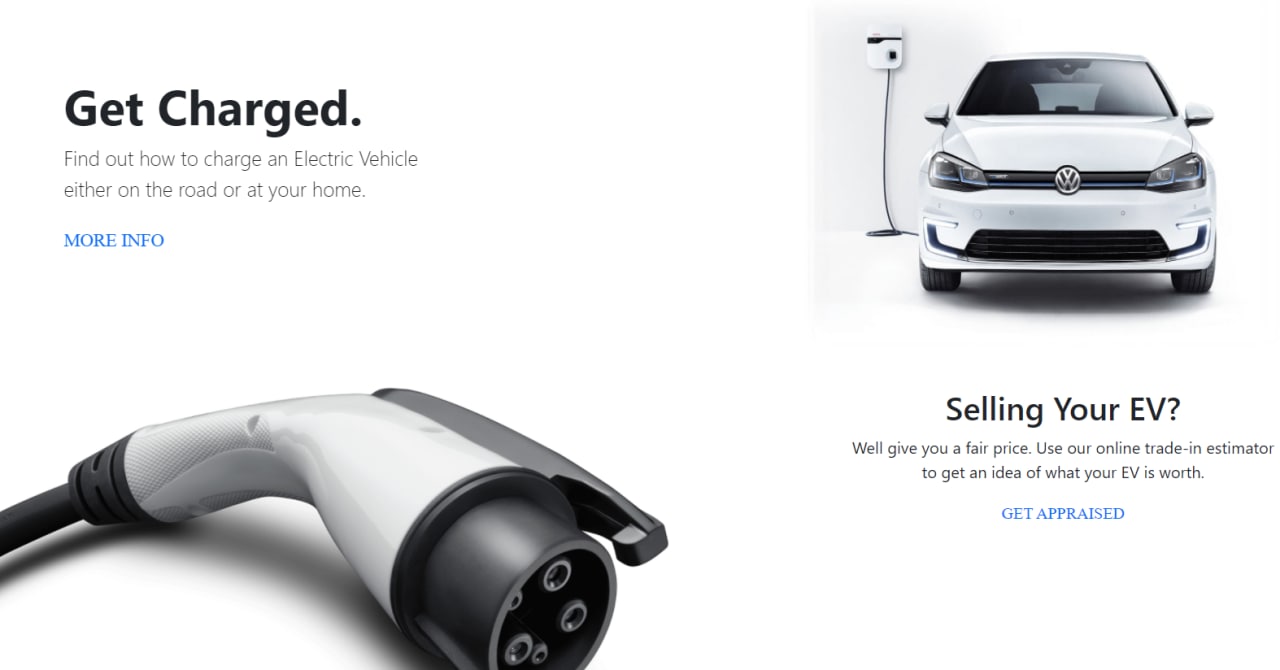 Get Charged.
Find out how to charge an Electric Vehicle
either on the road or at your home.
MORE INFO
Selling Your EV?
Well give you a fair price. Use our online trade-in estimator
to get an idea of what your EV is worth.
GET APPRAISED